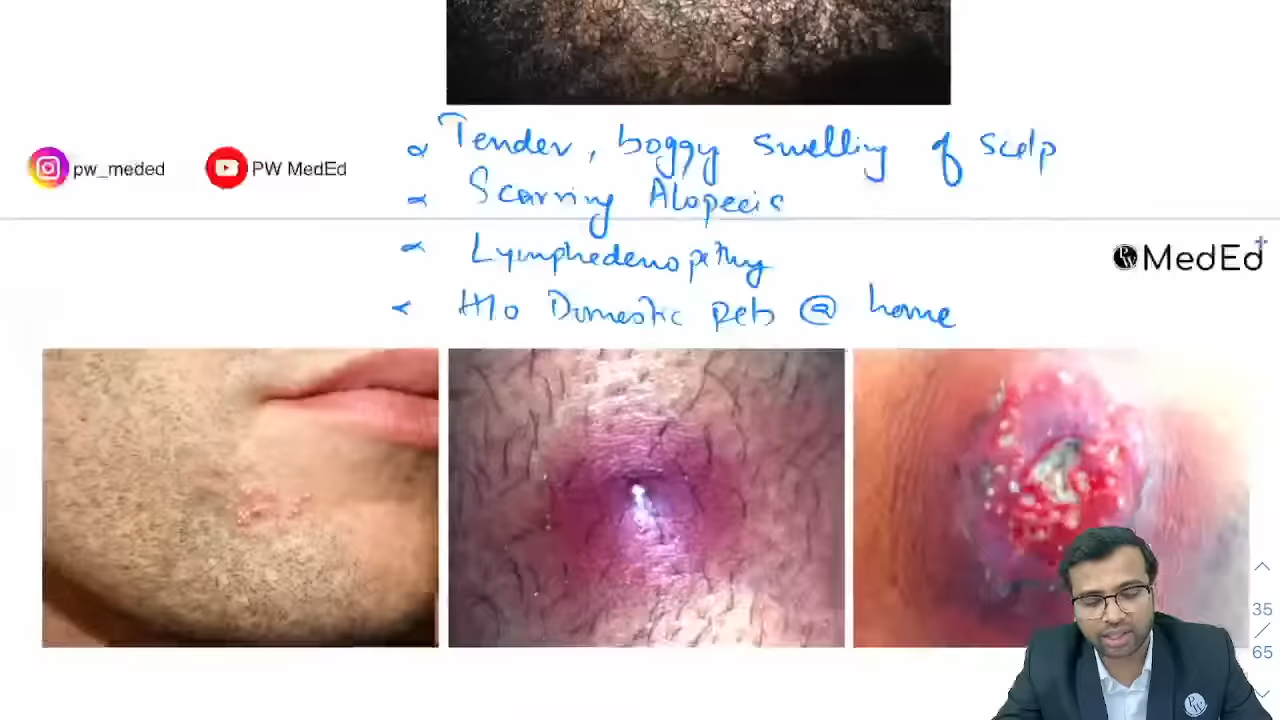 Tender, boggy swelling of scalp
pw_meded
PW MedEd
Scarring Alopecia
Lymphadenopathy
MedEd
H/o Domestic pets @ home
35
/
65